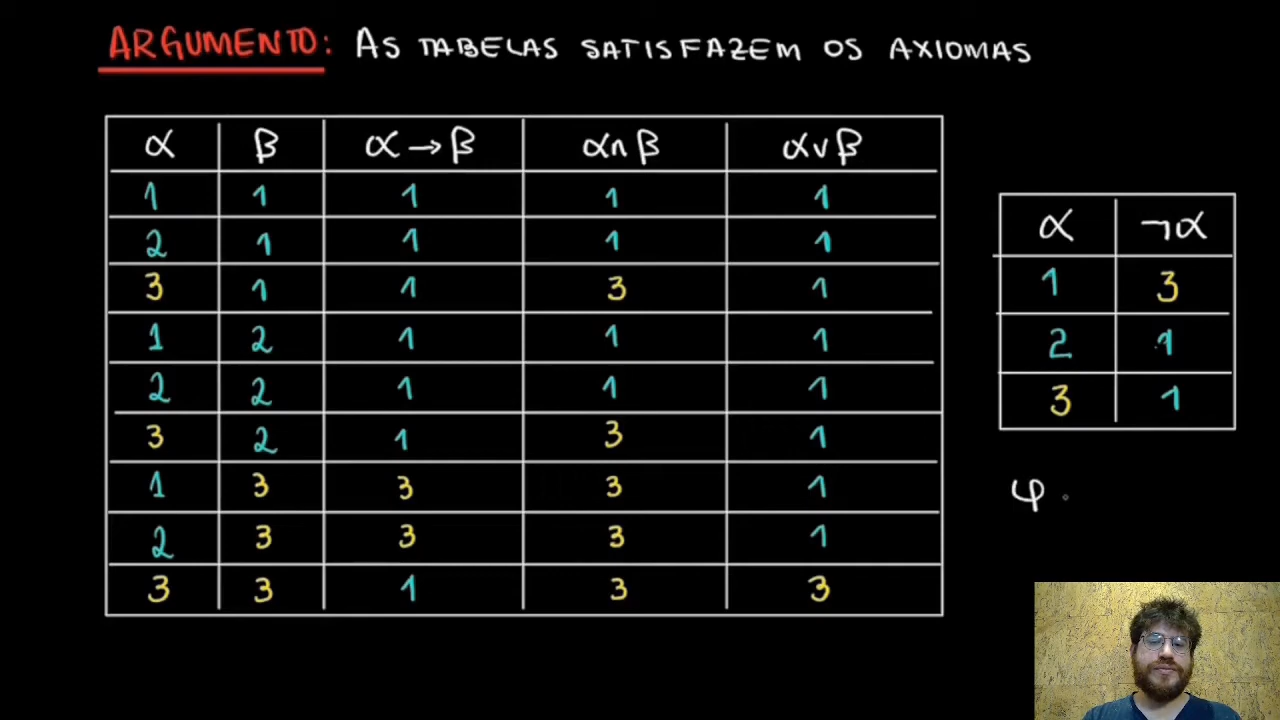 ARGUMENTO: AS TABELAS SATISFAZEM OS AXIOMAS
α β α → β α ∧ β α ∨ β
1 1 1 1 1
2 1 1 1 1
3 1 1 3 1
1 2 1 1 1
2 2 1 1 1
3 2 1 3 1
1 3 3 3 1
2 3 3 3 1
3 3 1 3 3
α ¬α
1 3
2 1
3 1
φ